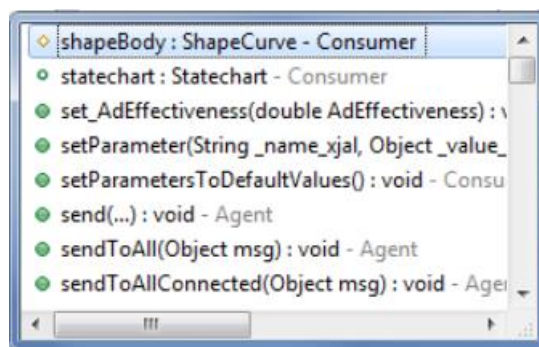 shapeBody : ShapeCurve - Consumer
statechart : Statechart - Consumer
set_AdEffectiveness(double AdEffectiveness) : v
setParameter(String _name_xjal, Object _value_
setParametersToDefaultValues() : void - Consu
send(...) : void - Agent
sendToAll(Object msg) : void - Agent
sendToAllConnected(Object msg) : void - Age